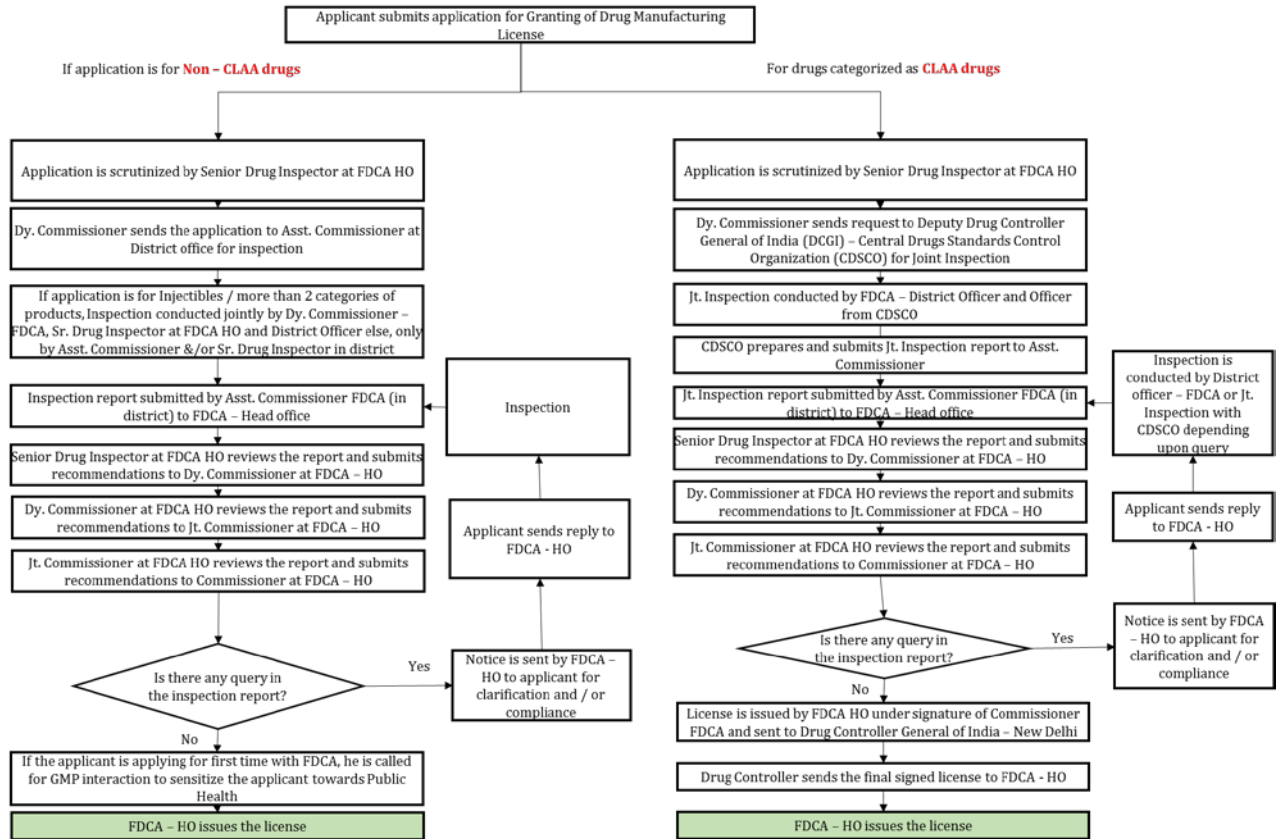 Applicant submits application for Granting of Drug Manufacturing
License
If application is for Non – CLAA drugs
For drugs categorized as CLAA drugs
Application is scrutinized by Senior Drug Inspector at FDCA HO
Dy. Commissioner sends the application to Asst. Commissioner at
District office for inspection
If application is for Injectibles / more than 2 categories of
products, Inspection conducted jointly by Dy. Commissioner –
FDCA, Sr. Drug Inspector at FDCA HO and District Officer else, only
by Asst. Commissioner &/or Sr. Drug Inspector in district
Inspection report submitted by Asst. Commissioner FDCA (in
district) to FDCA – Head office
Senior Drug Inspector at FDCA HO reviews the report and submits
recommendations to Dy. Commissioner at FDCA – HO
Dy. Commissioner at FDCA HO reviews the report and submits
recommendations to Jt. Commissioner at FDCA – HO
Jt. Commissioner at FDCA HO reviews the report and submits
recommendations to Commissioner at FDCA – HO
Is there any query in
the inspection report?
Yes
No
Notice is sent by FDCA –
HO to applicant for
clarification and / or
compliance
Applicant sends reply to
FDCA - HO
Inspection
If the applicant is applying for first time with FDCA, he is called
for GMP interaction to sensitize the applicant towards Public
Health
FDCA – HO issues the license
Application is scrutinized by Senior Drug Inspector at FDCA HO
Dy. Commissioner sends request to Deputy Drug Controller
General of India (DCGI) – Central Drugs Standards Control
Organization (CDSCO) for Joint Inspection
Jt. Inspection conducted by FDCA – District Officer and Officer
from CDSCO
CDSCO prepares and submits Jt. Inspection report to Asst.
Commissioner
Jt. Inspection report submitted by Asst. Commissioner FDCA (in
district) to FDCA – Head office
Senior Drug Inspector at FDCA HO reviews the report and submits
recommendations to Dy. Commissioner at FDCA – HO
Dy. Commissioner at FDCA HO reviews the report and submits
recommendations to Jt. Commissioner at FDCA – HO
Jt. Commissioner at FDCA HO reviews the report and submits
recommendations to Commissioner at FDCA – HO
Is there any query in
the inspection report?
Yes
No
Notice is sent by FDCA
– HO to applicant for
clarification and / or
compliance
Applicant sends reply
to FDCA - HO
Inspection is
conducted by District
officer – FDCA or Jt.
Inspection with
CDSCO depending
upon query
License is issued by FDCA HO under signature of Commissioner
FDCA and sent to Drug Controller General of India – New Delhi
Drug Controller sends the final signed license to FDCA - HO
FDCA – HO issues the license